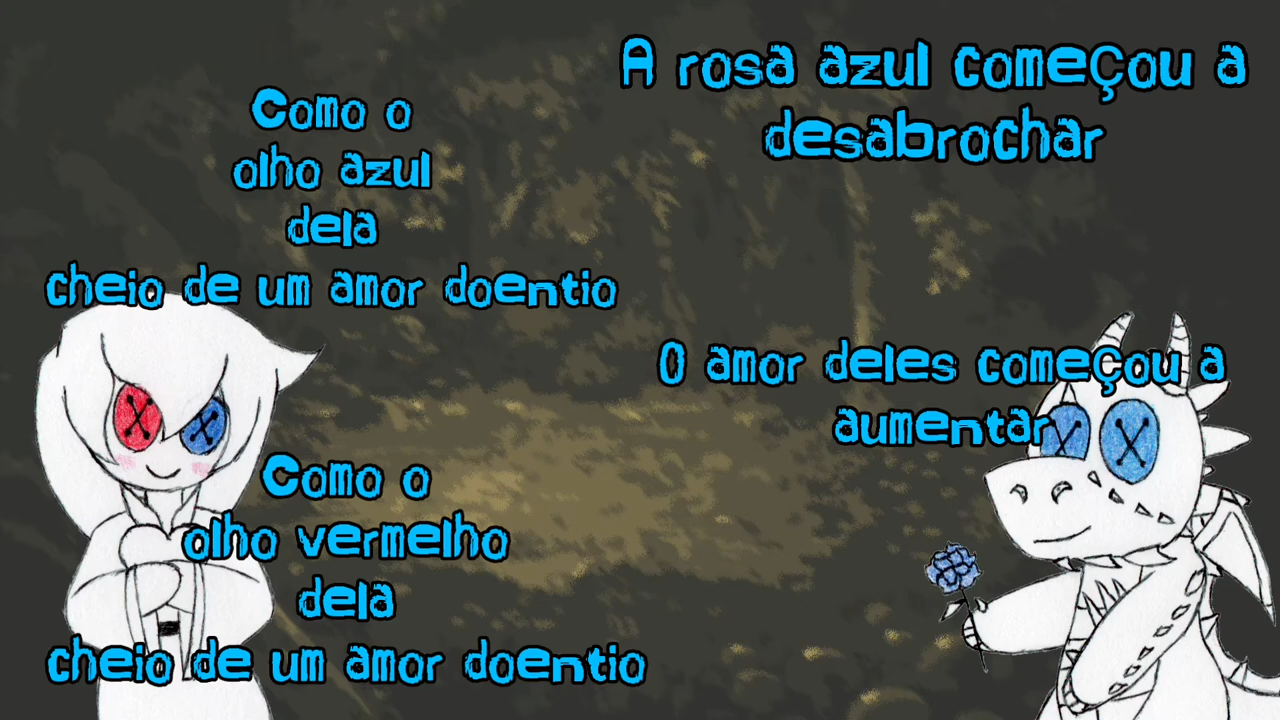 A rosa azul começou a
desabrochar
Como o
olho azul
dela
cheio de um amor doentio
O amor deles começou a
aumentar
Como o
olho vermelho
dela
cheio de um amor doentio